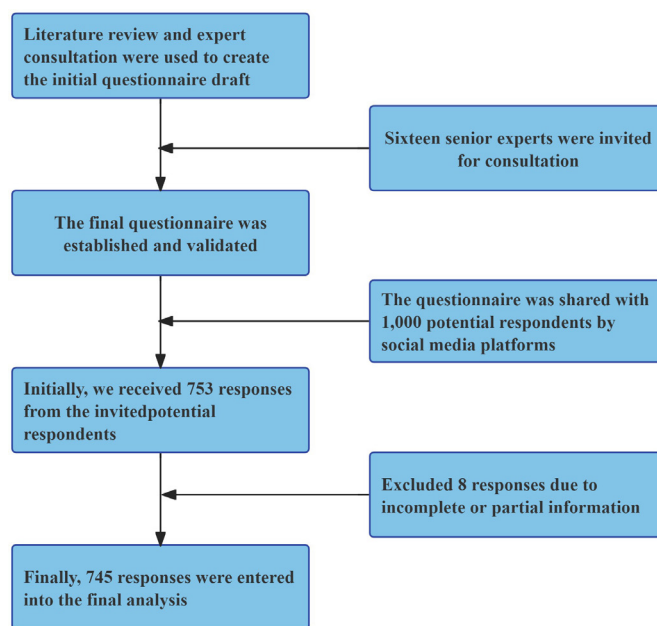 Literature review and expert
consultation were used to create
the initial questionnaire draft
Sixteen senior experts were invited
for consultation
The final questionnaire was
established and validated
The questionnaire was shared with
1,000 potential respondents by
social media platforms
Initially, we received 753 responses
from the invitedpotential
respondents
Excluded 8 responses due to
incomplete or partial information
Finally, 745 responses were entered
into the final analysis